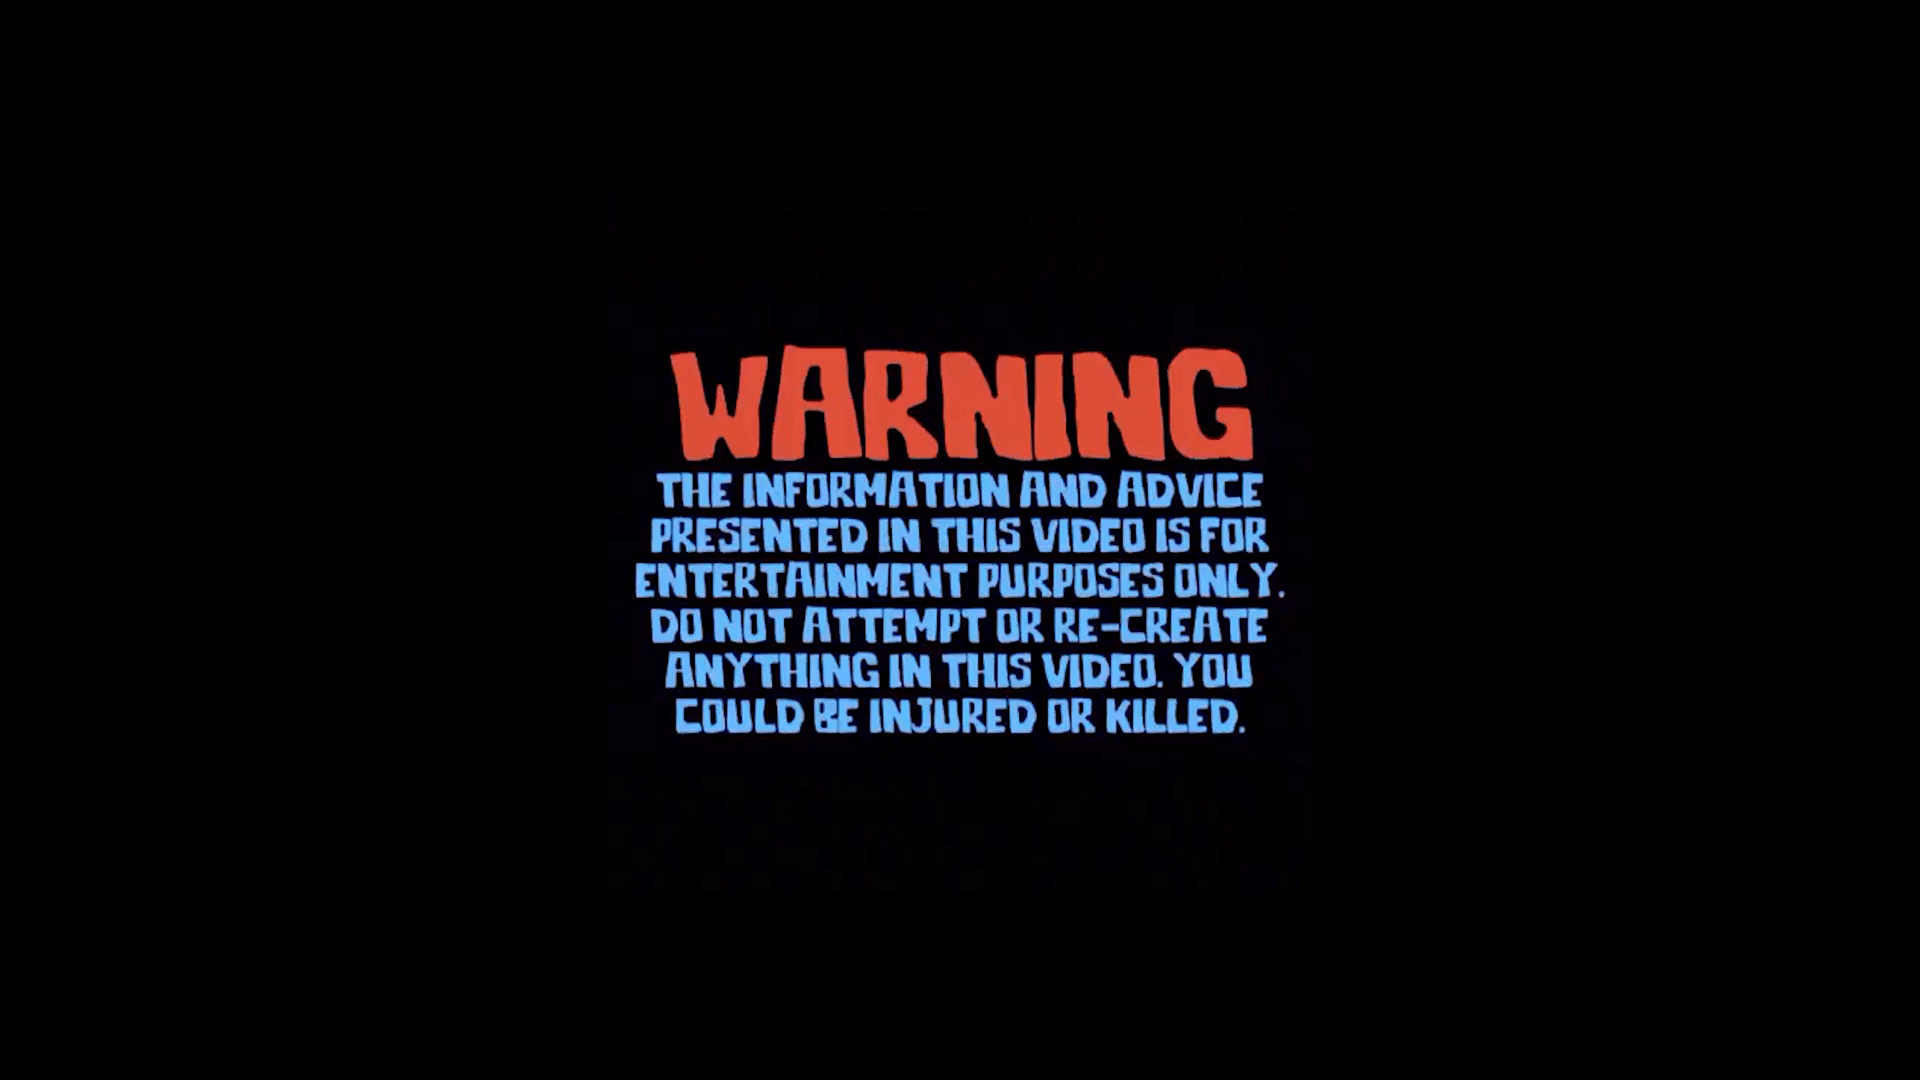 WARNING
THE INFORMATION AND ADVICE
PRESENTED IN THIS VIDEO IS FOR
ENTERTAINMENT PURPOSES ONLY.
DO NOT ATTEMPT OR RE-CREATE
ANYTHING IN THIS VIDEO. YOU
COULD BE INJURED OR KILLED.